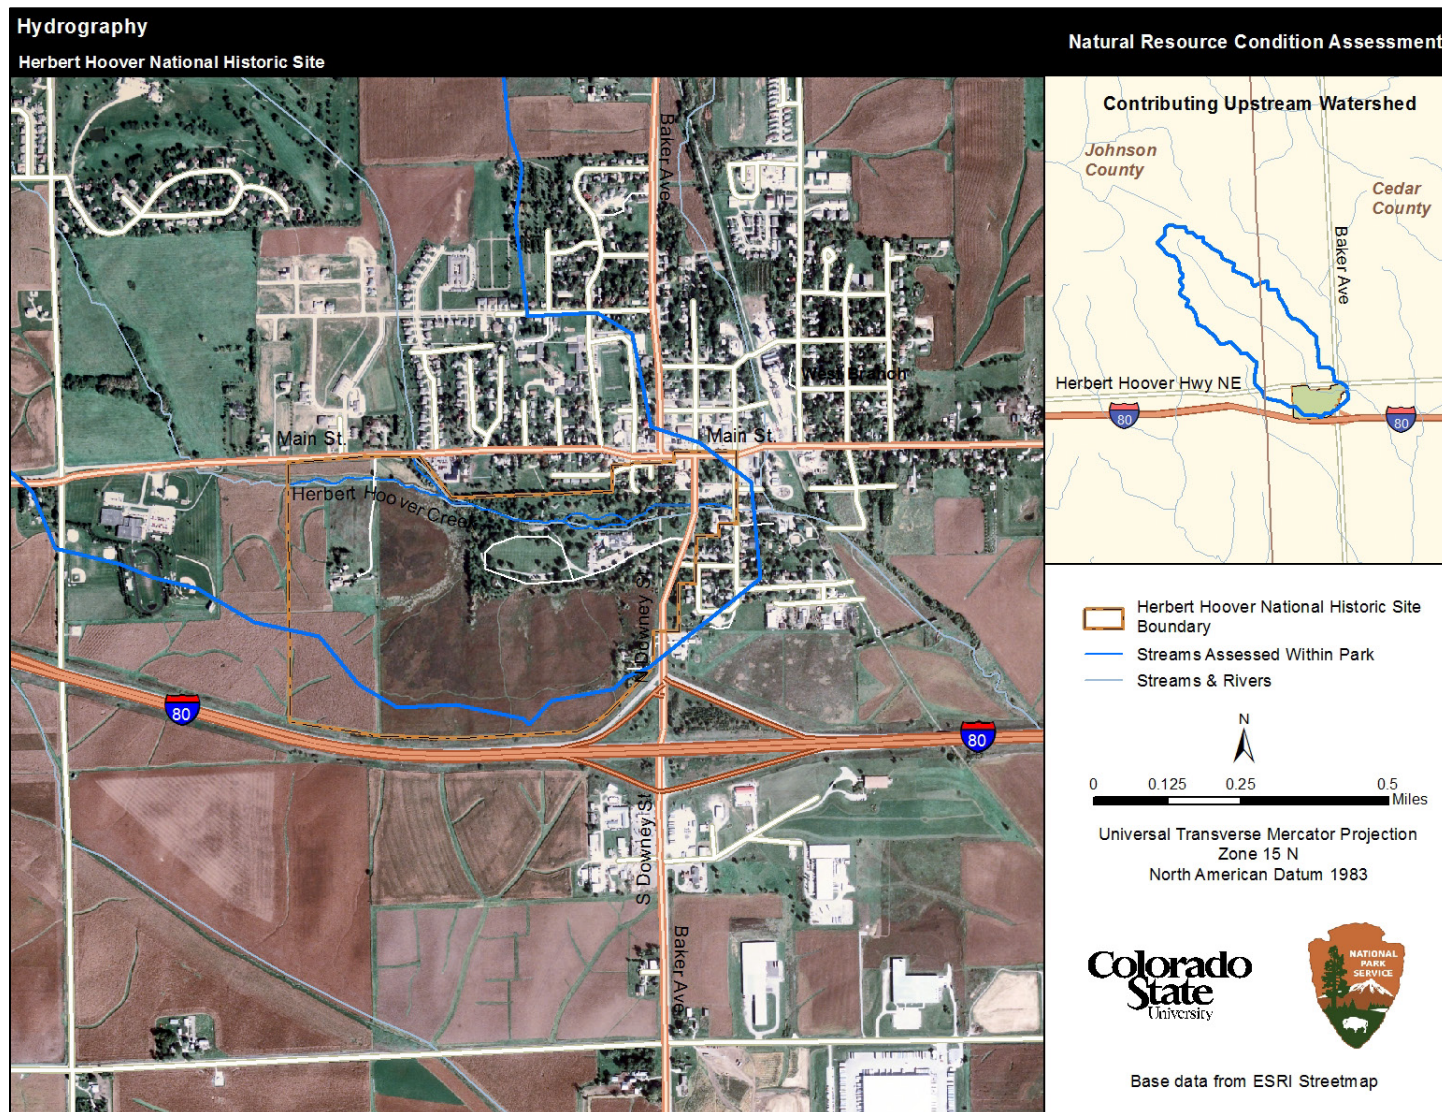 Hydrography
Herbert Hoover National Historic Site
Natural Resource Condition Assessment
Baker Ave
West Branch
Main St.
Main St.
Herbert Hoover Creek
N Downey St
80
80
S Downey St
Baker Ave
Contributing Upstream Watershed
Johnson
County
Cedar
County
Baker Ave
Herbert Hoover Hwy NE
80
80
Herbert Hoover National Historic Site
Boundary
Streams Assessed Within Park
Streams & Rivers
N
0 0.125 0.25 0.5
Miles
Universal Transverse Mercator Projection
Zone 15 N
North American Datum 1983
Colorado
State
University
NATIONAL
PARK
SERVICE
Base data from ESRI Streetmap